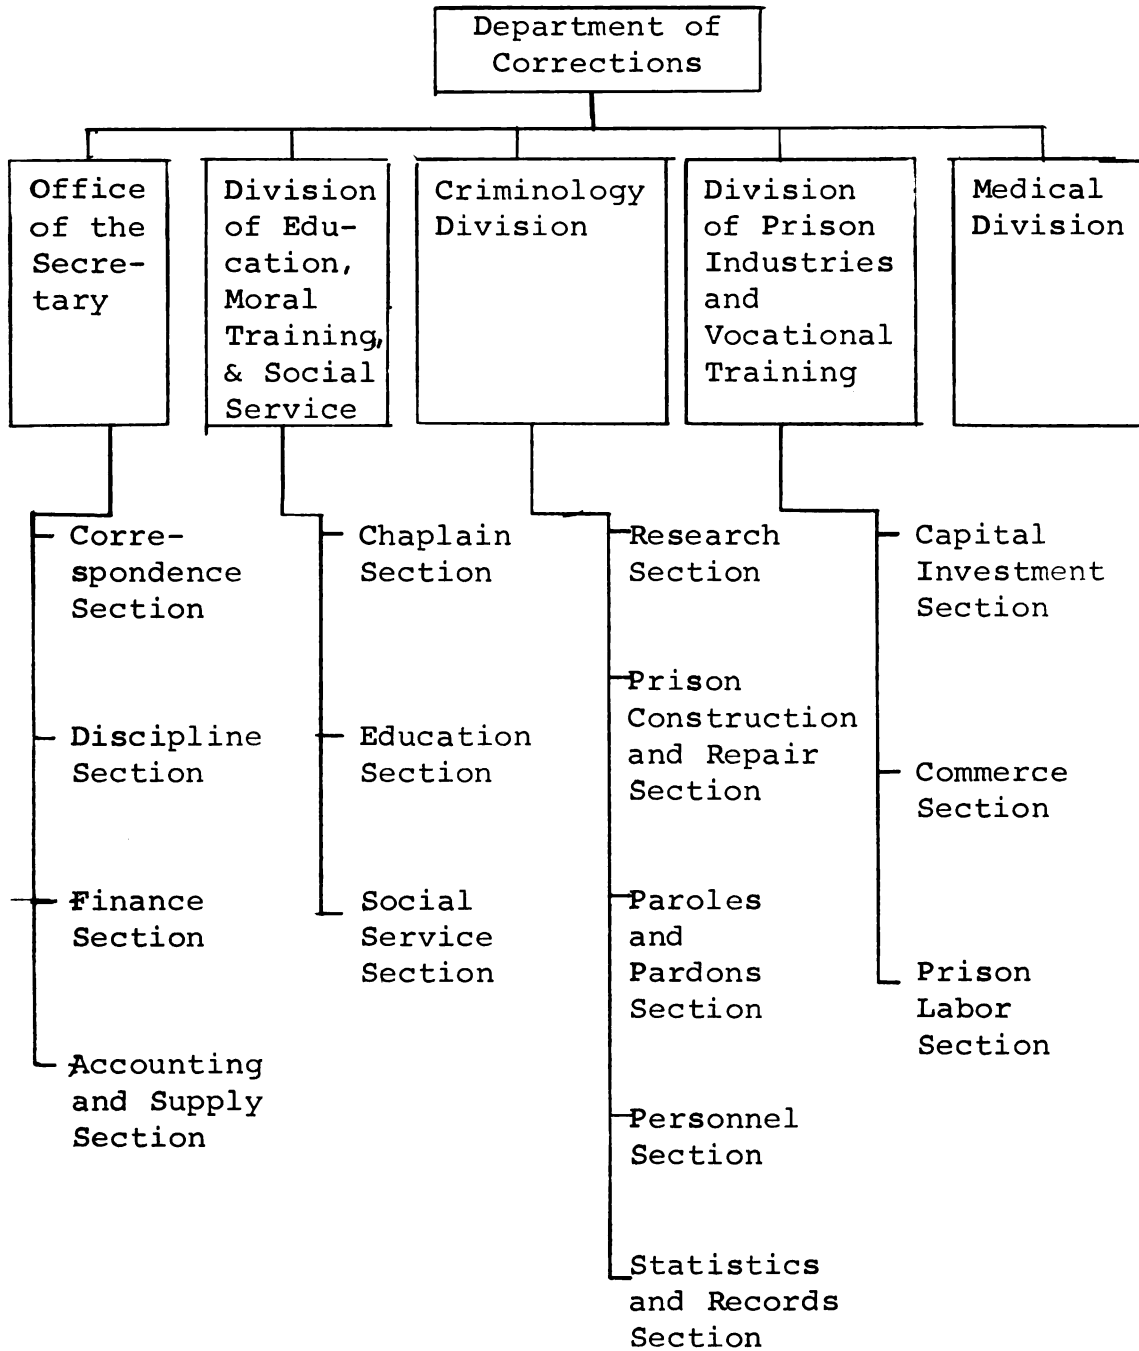 Department of
Corrections
Office
of the
Secre-
tary
Division
of Edu-
cation,
Moral
Training,
& Social
Service
Criminology
Division
Division
of Prison
Industries
and
Vocational
Training
Medical
Division
Corre-
spondence
Section
Discipline
Section
Finance
Section
Accounting
and Supply
Section
Chaplain
Section
Education
Section
Social
Service
Section
Research
Section
Prison
Construction
and Repair
Section
Paroles
and
Pardons
Section
Personnel
Section
Statistics
and Records
Section
Capital
Investment
Section
Commerce
Section
Prison
Labor
Section